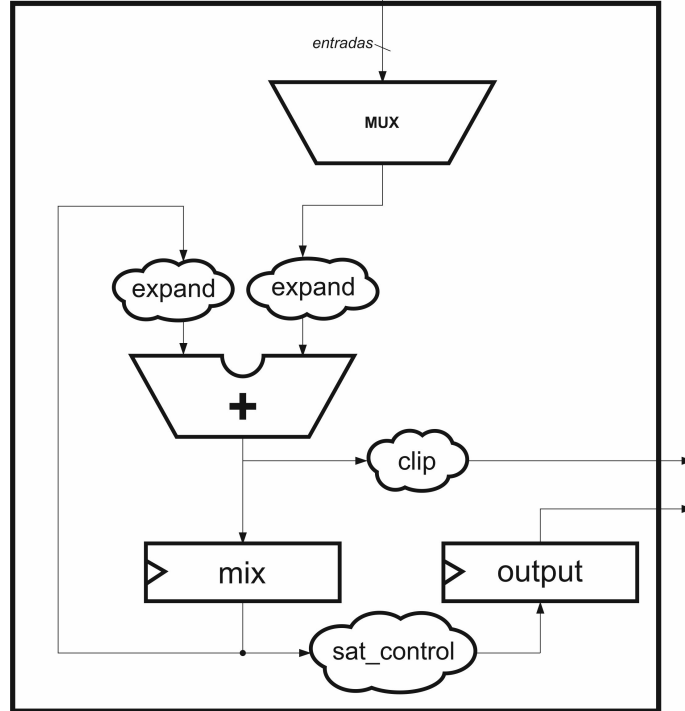 entradas
MUX
expand
expand
+
clip
mix
output
sat_control